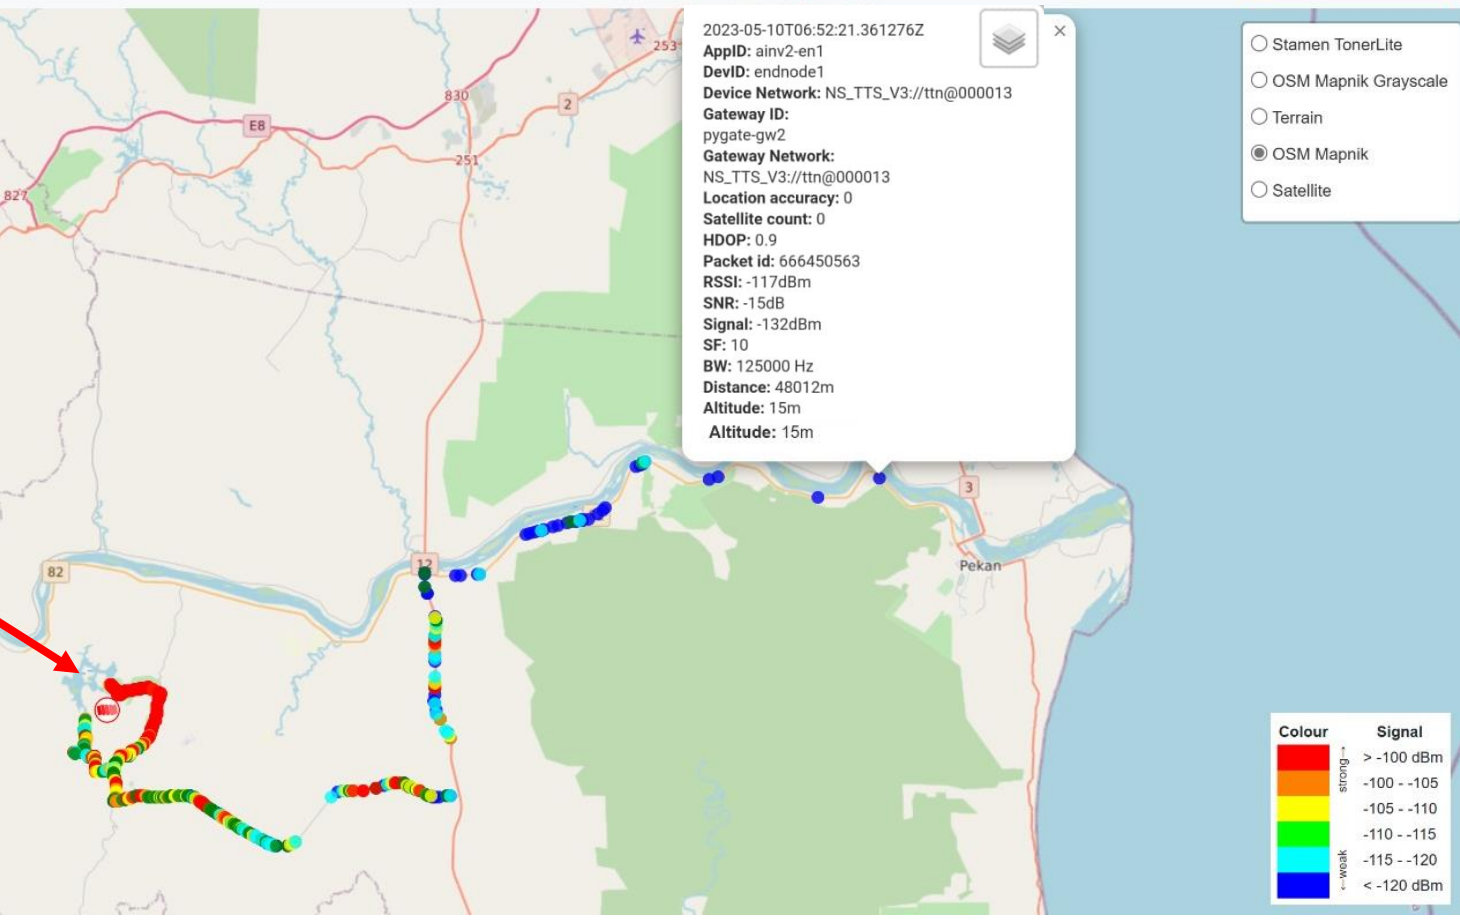 2023-05-10T06:52:21.361276Z
AppID: ainv2-en1
DevID: endnode1
Device Network: NS_TTS_V3://ttn@000013
Gateway ID:
pygate-gw2
Gateway Network:
NS_TTS_V3://ttn@000013
Location accuracy: 0
Satellite count: 0
HDOP: 0.9
Packet id: 666450563
RSSI: -117dBm
SNR: -15dB
Signal: -132dBm
SF: 10
BW: 125000 Hz
Distance: 48012m
Altitude: 15m
Altitude: 15m
×
Stamen TonerLite
OSM Mapnik Grayscale
Terrain
OSM Mapnik
Satellite
253
830
2
E8
251
827
12
82
3
Pekan
Colour Signal
> -100 dBm
-100 - -105
-105 - -110
-110 - -115
-115 - -120
< -120 dBm
strong→
←weak